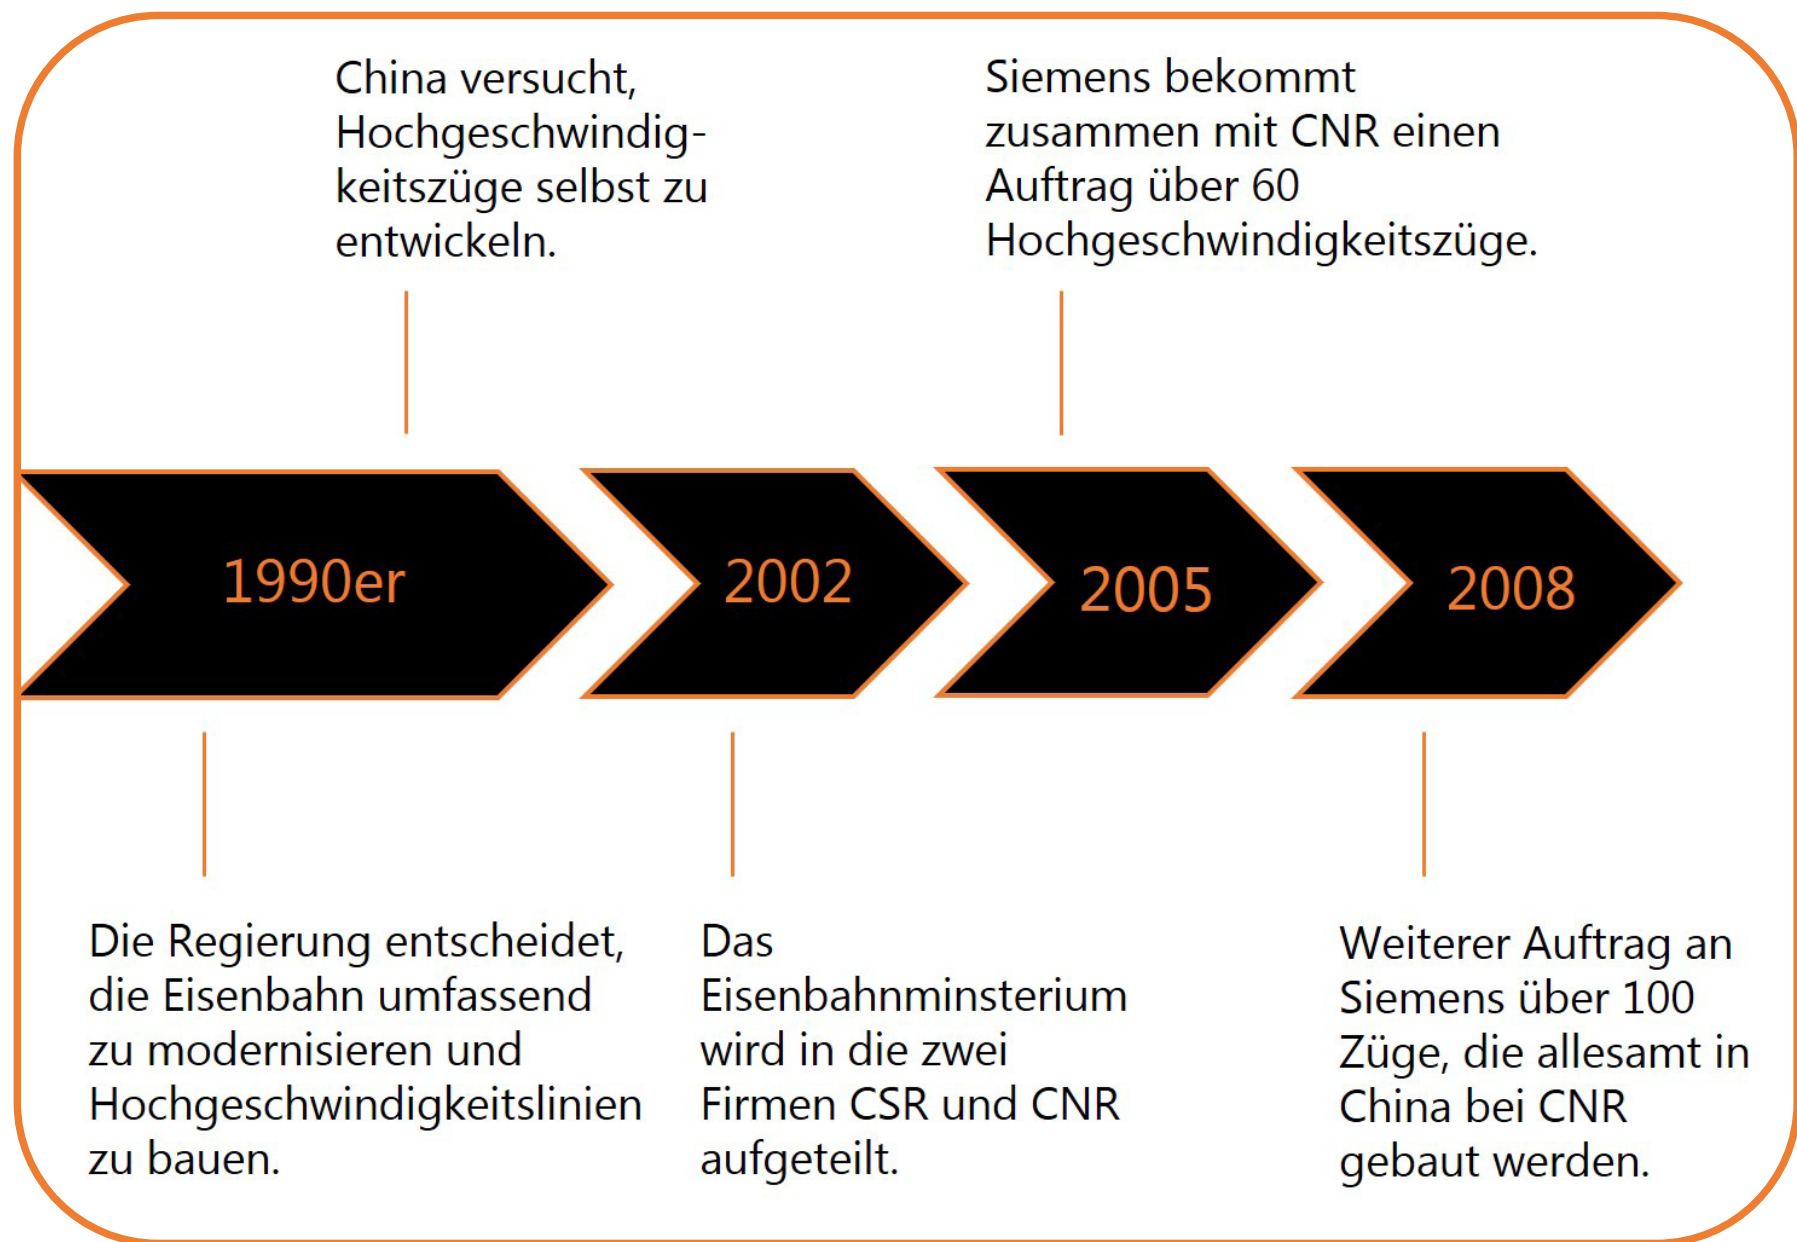 China versucht,
Hochgeschwindig-
keitszüge selbst zu
entwickeln.
Siemens bekommt
zusammen mit CNR einen
Auftrag über 60
Hochgeschwindigkeitszüge.
1990er
2002
2005
2008
Die Regierung entscheidet,
die Eisenbahn umfassend
zu modernisieren und
Hochgeschwindigkeitslinien
zu bauen.
Das
Eisenbahnminsterium
wird in die zwei
Firmen CSR und CNR
aufgeteilt.
Weiterer Auftrag an
Siemens über 100
Züge, die allesamt in
China bei CNR
gebaut werden.